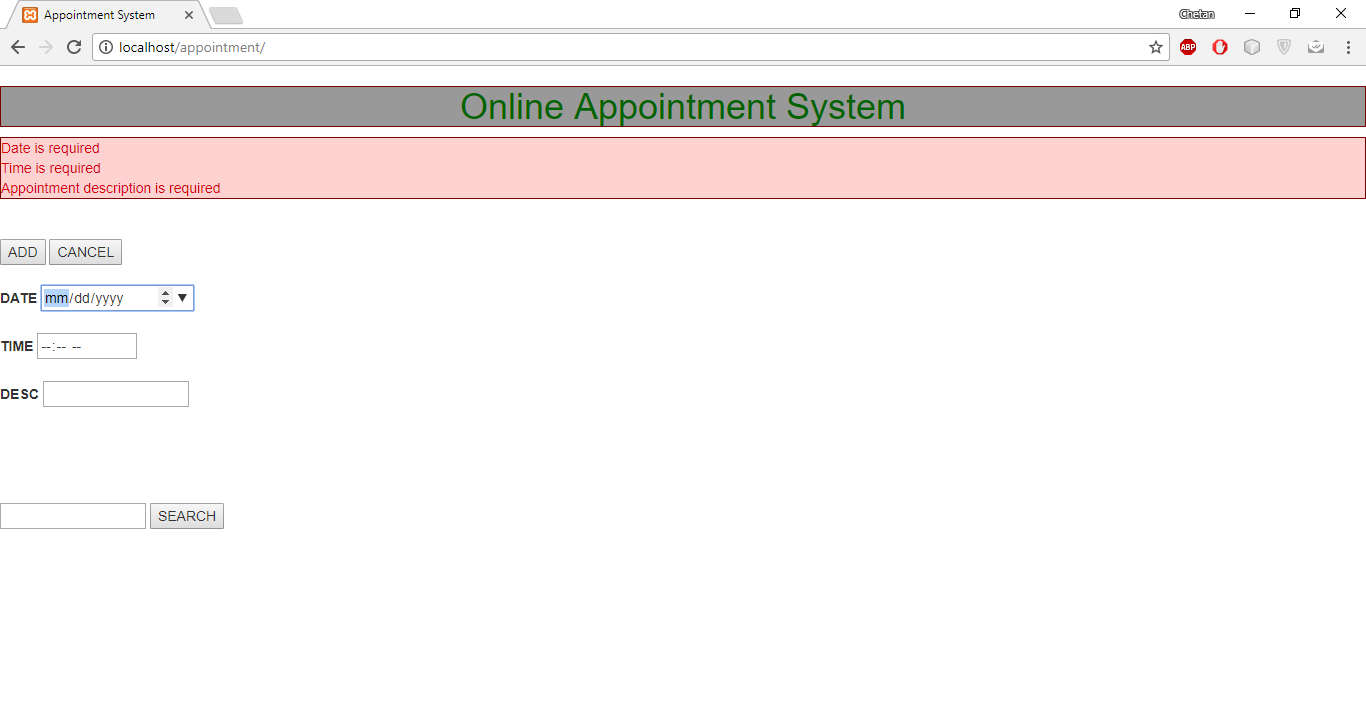 Appointment System
Chetan
localhost/appointment/
ABP
Online Appointment System
Date is required
Time is required
Appointment description is required
ADD CANCEL
DATE mm/dd/yyyy
TIME --:-- --
DESC
SEARCH